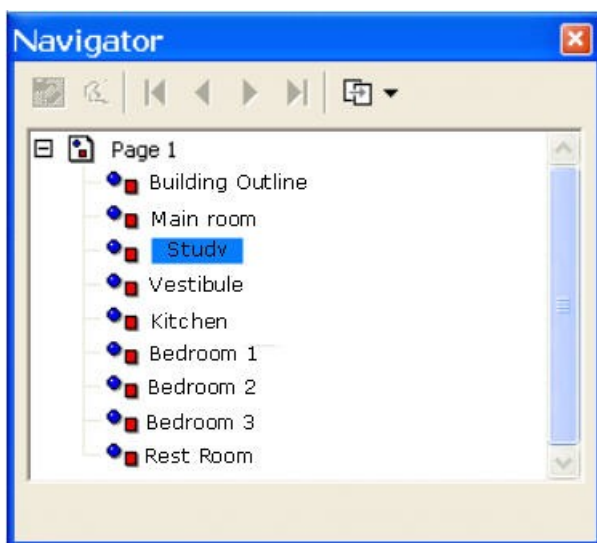 Navigator
Page 1
Building Outline
Main room
Study
Vestibule
Kitchen
Bedroom 1
Bedroom 2
Bedroom 3
Rest Room